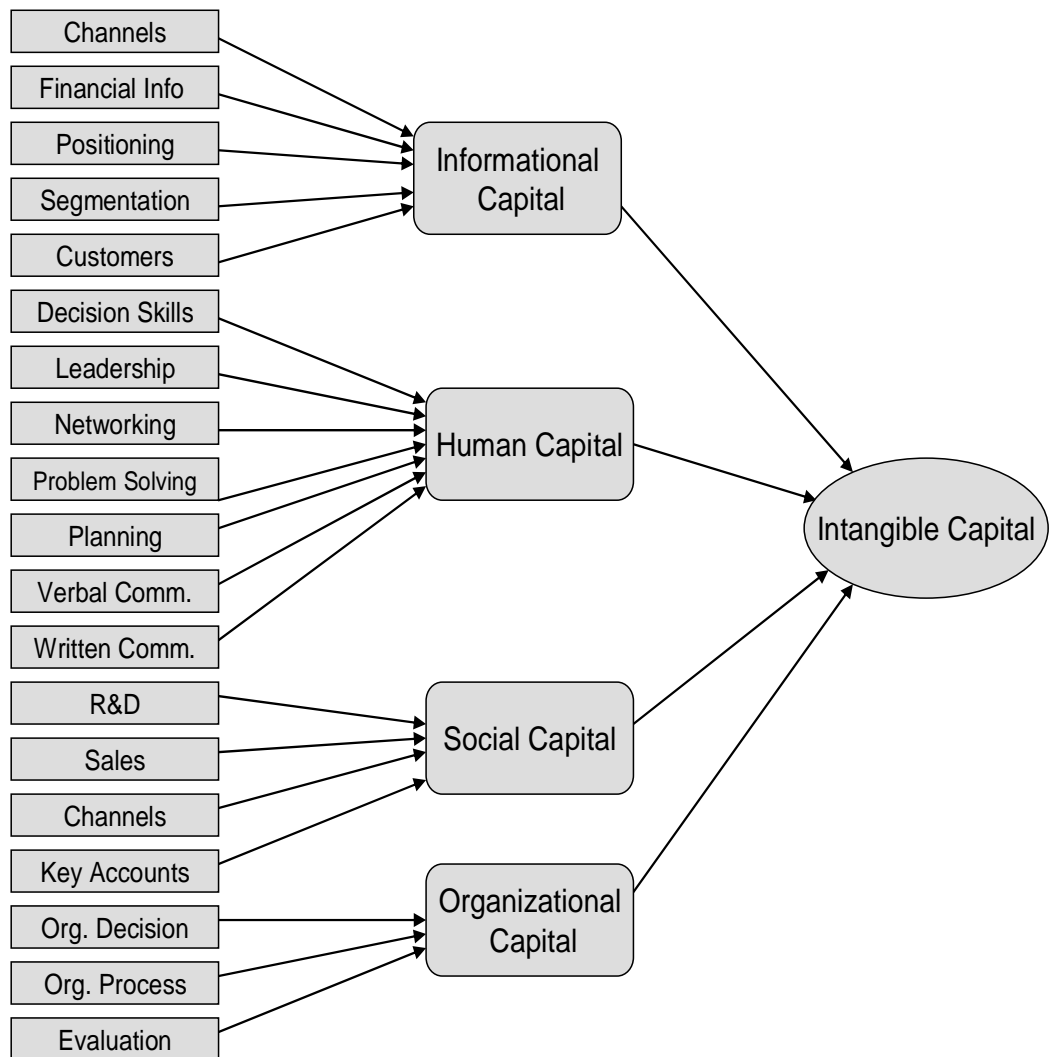 Channels
Financial Info
Positioning
Segmentation
Customers
Decision Skills
Leadership
Networking
Problem Solving
Planning
Verbal Comm.
Written Comm.
R&D
Sales
Channels
Key Accounts
Org. Decision
Org. Process
Evaluation
Informational
Capital
Human Capital
Social Capital
Organizational
Capital
Intangible Capital